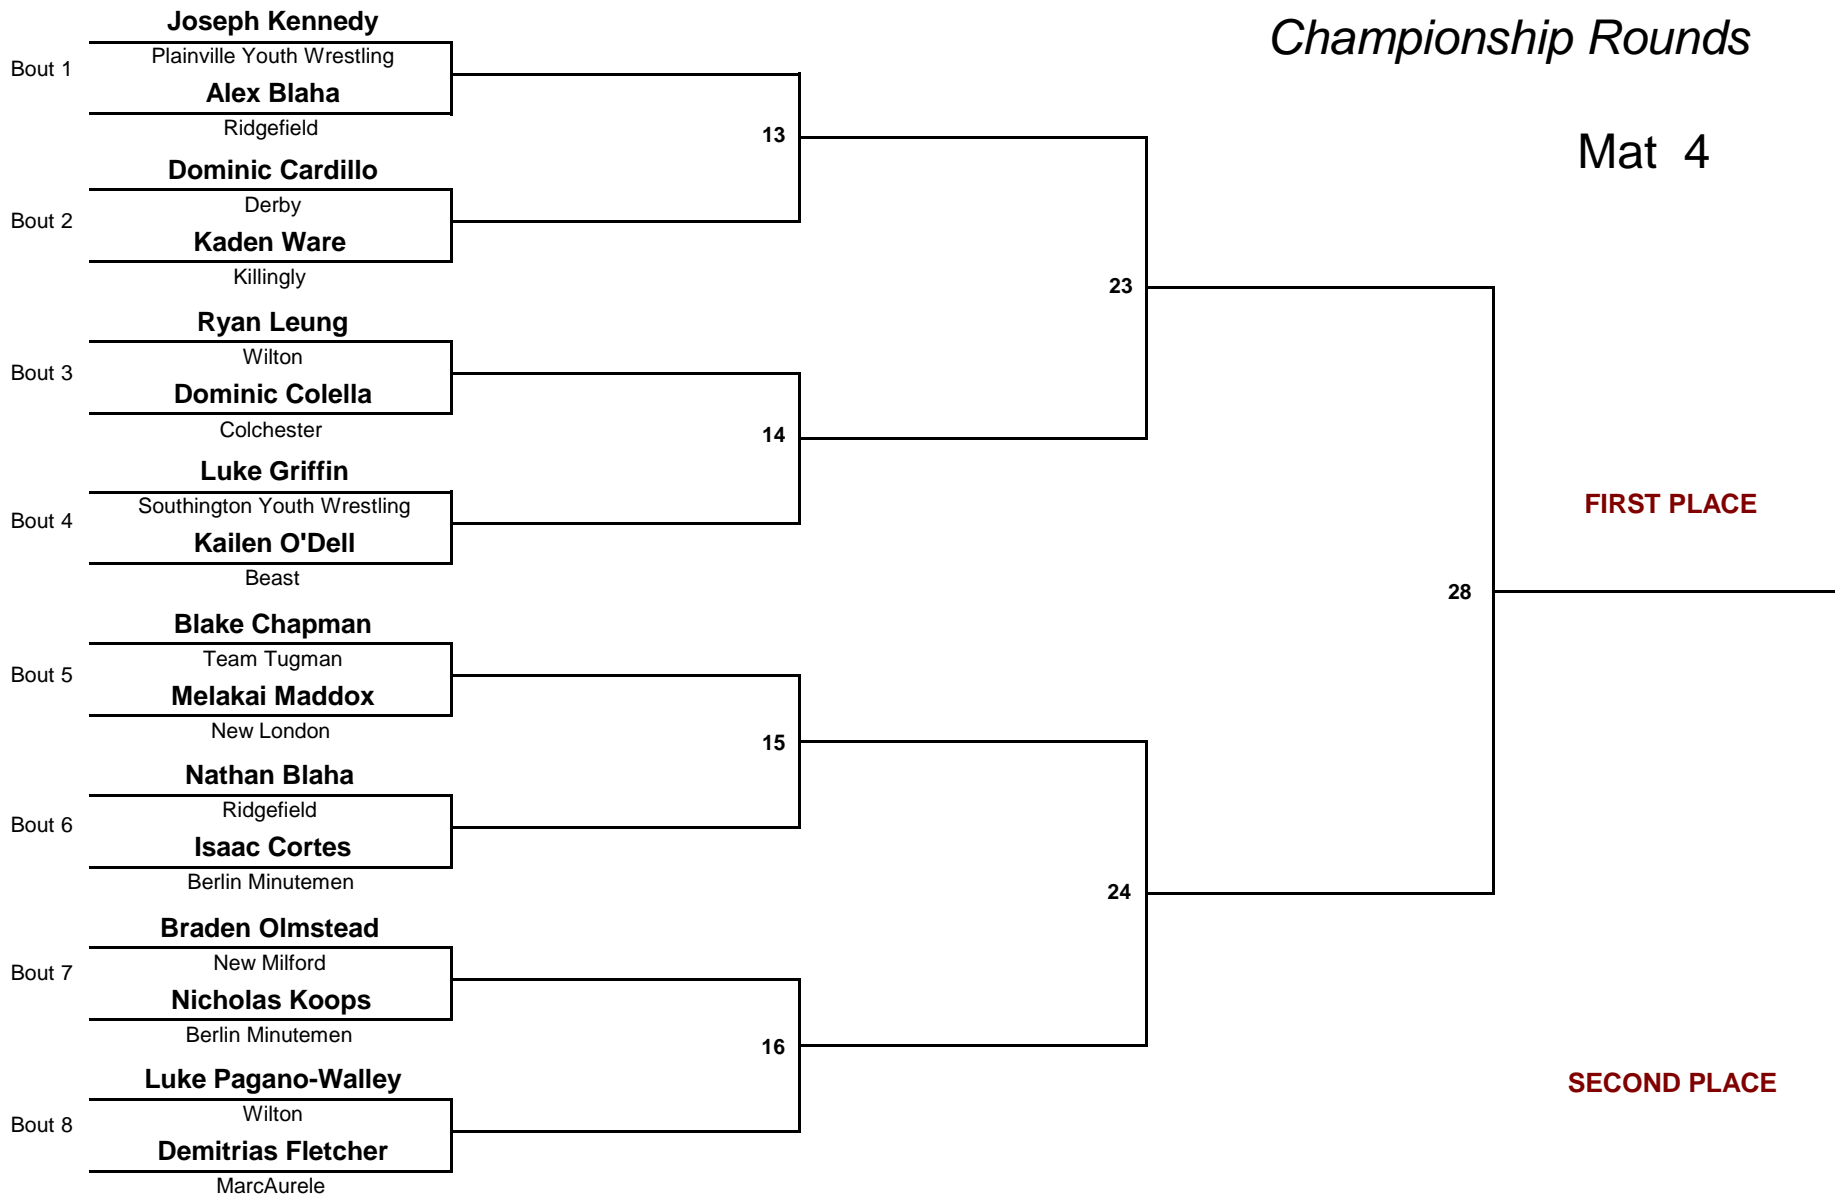 Championship Rounds
Mat 4
Joseph Kennedy
Plainville Youth Wrestling
Bout 1
Alex Blaha
Ridgefield
13
Dominic Cardillo
Derby
Bout 2
Kaden Ware
Killingly
23
Ryan Leung
Wilton
Bout 3
Dominic Colella
Colchester
14
Luke Griffin
Southington Youth Wrestling
Bout 4
Kailen O'Dell
Beast
FIRST PLACE
28
Blake Chapman
Team Tugman
Bout 5
Melakai Maddox
New London
15
Nathan Blaha
Ridgefield
Bout 6
Isaac Cortes
Berlin Minutemen
24
Braden Olmstead
New Milford
Bout 7
Nicholas Koops
Berlin Minutemen
16
Luke Pagano-Walley
Wilton
Bout 8
Demitrias Fletcher
MarcAurele
SECOND PLACE